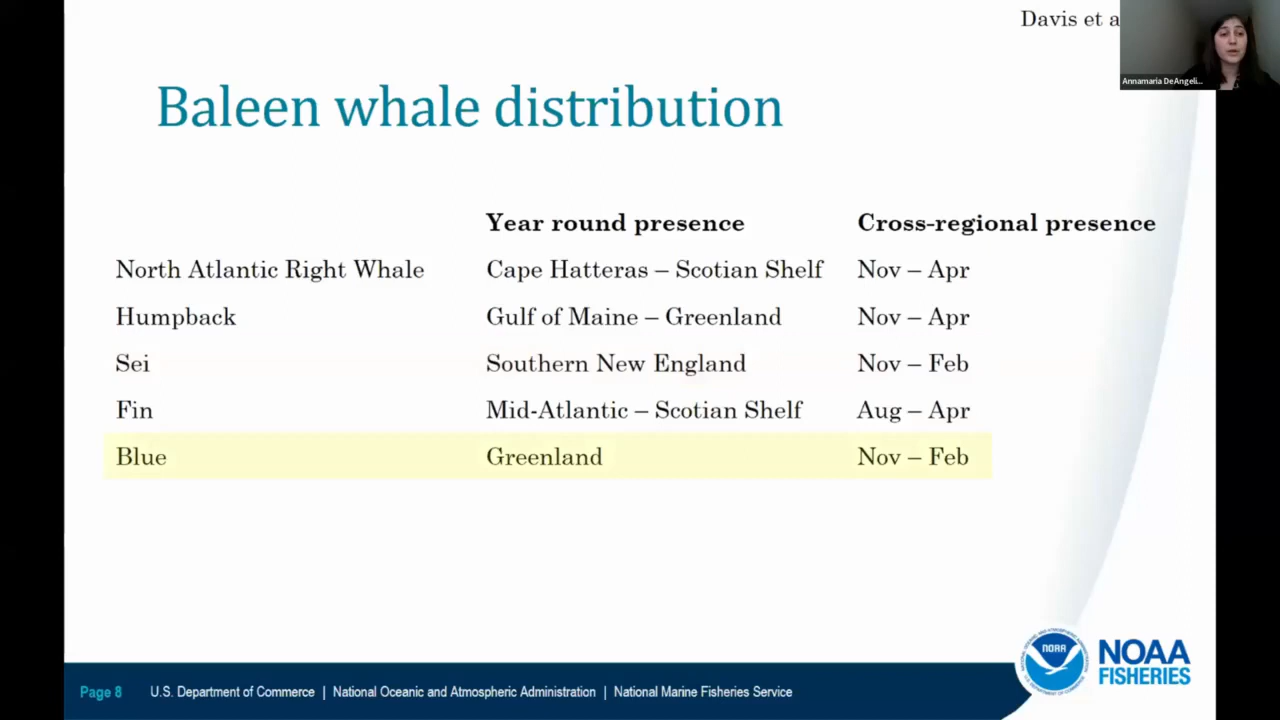 Davis et a
Annamaria DeAngeli...
Baleen whale distribution
Year round presence Cross-regional presence
North Atlantic Right Whale Cape Hatteras – Scotian Shelf Nov – Apr
Humpback Gulf of Maine – Greenland Nov – Apr
Sei Southern New England Nov – Feb
Fin Mid-Atlantic – Scotian Shelf Aug – Apr
Blue Greenland Nov – Feb
NOAA
NOAA
FISHERIES
Page 8 U.S. Department of Commerce | National Oceanic and Atmospheric Administration | National Marine Fisheries Service